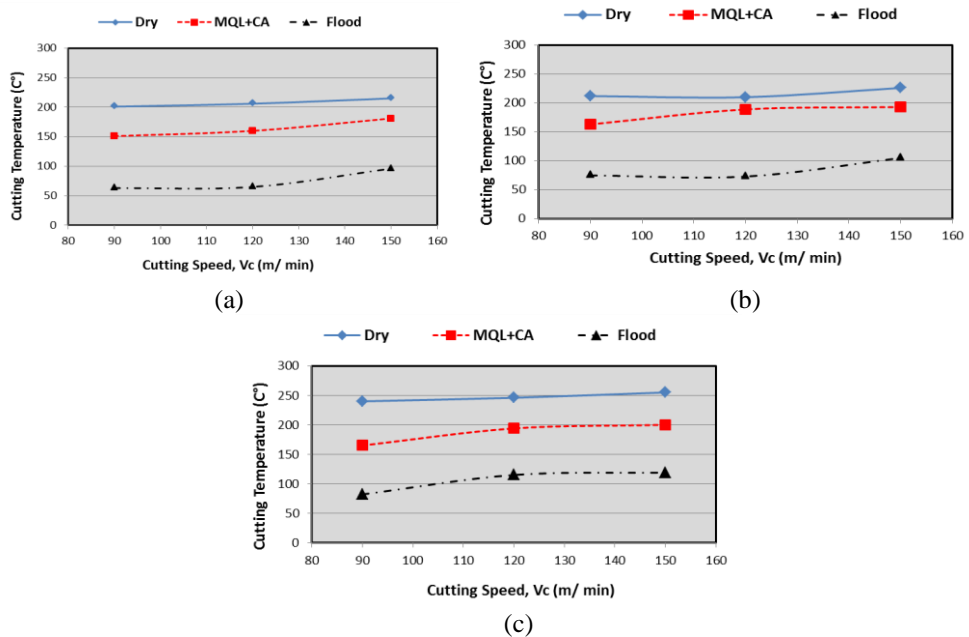 Dry MQL+CA Flood
300
250
200
150
100
50
0
80 90 100 110 120 130 140 150 160
Cutting Temperature (C°)
Cutting Speed, Vc (m/ min)
(a)
Dry MQL+CA Flood
300
250
200
150
100
50
0
80 90 100 110 120 130 140 150 160
Cutting Temperature (C°)
Cutting Speed, Vc (m/ min)
(b)
Dry MQL+CA Flood
300
250
200
150
100
50
0
80 90 100 110 120 130 140 150 160
Cutting Temperature (C°)
Cutting Speed, Vc (m/ min)
(c)